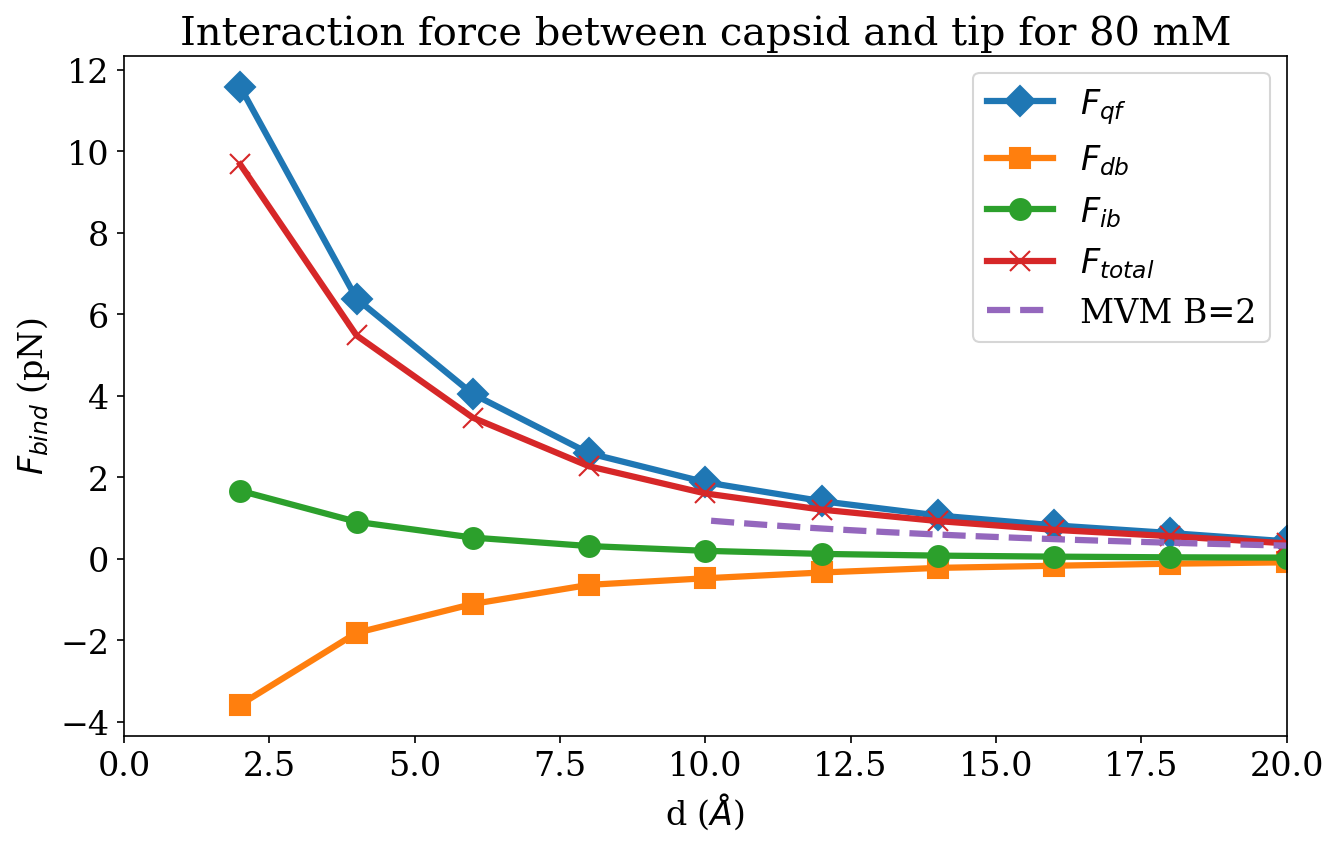 Interaction force between capsid and tip for 80 mM
12
10
8
6
4
2
0
−2
−4
F_bind (pN)
F_qf
F_db
F_ib
F_total
MVM B=2
0.0 2.5 5.0 7.5 10.0 12.5 15.0 17.5 20.0
d (Å)